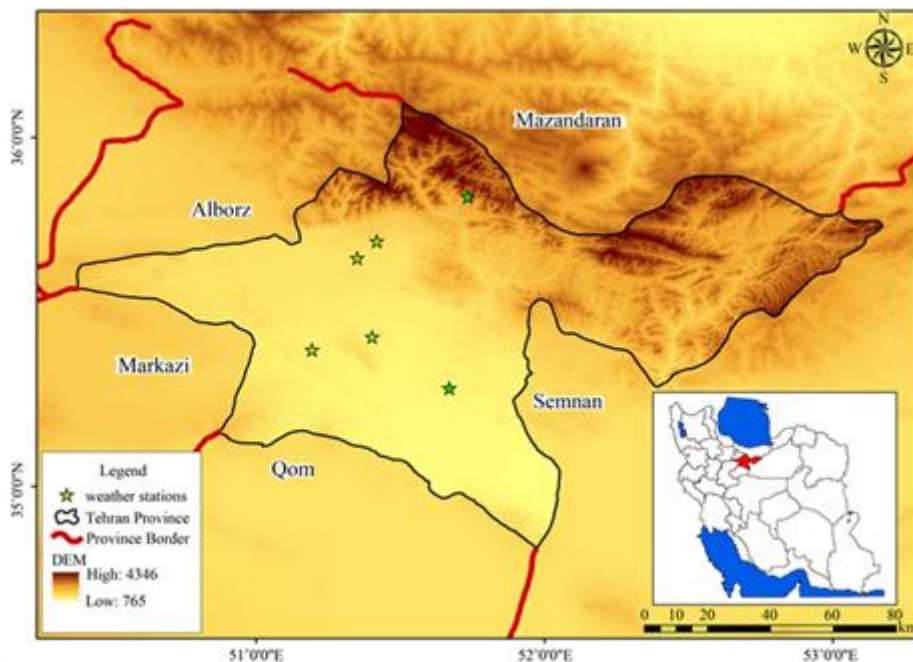 N
W E
S
36°0'0"N
Mazandaran
Alborz
Markazi
Semnan
Qom
35°0'0"N
Legend
weather stations
Tehran Province
Province Border
DEM
High: 4346
Low: 765
0 10 20 40 60 80
km
51°0'0"E
52°0'0"E
53°0'0"E